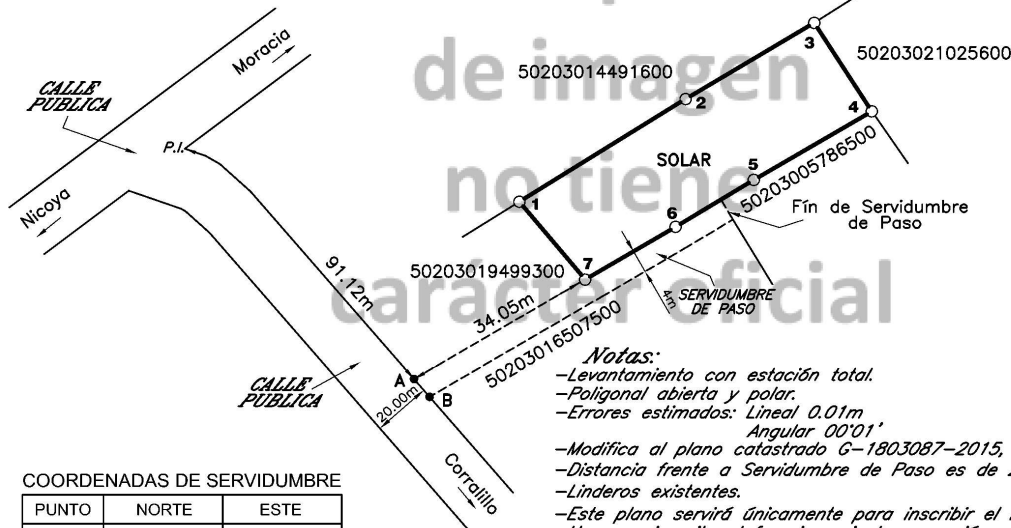 de imagen
no tiene
carácter oficial
CALLE
PUBLICA
Moracia
P.I.
Nicoya
50203014491600
50203021025600
3
2
4
SOLAR
5
1
6
7
50203005786500
Fín de Servidumbre
de Paso
50203019499300
91.12m
34.05m
4m
SERVIDUMBRE
DE PASO
50203016507500
CALLE
PUBLICA
A
B
20.00m
Corralillo
Notas:
-Levantamiento con estación total.
-Poligonal abierta y polar.
-Errores estimados: Lineal 0.01m
Angular 00°01'
-Modifica al plano catastrado G-1803087-2015,
-Distancia frente a Servidumbre de Paso es de
-Linderos existentes.
-Este plano servirá únicamente para inscribir el
COORDENADAS DE SERVIDUMBRE
PUNTO NORTE ESTE